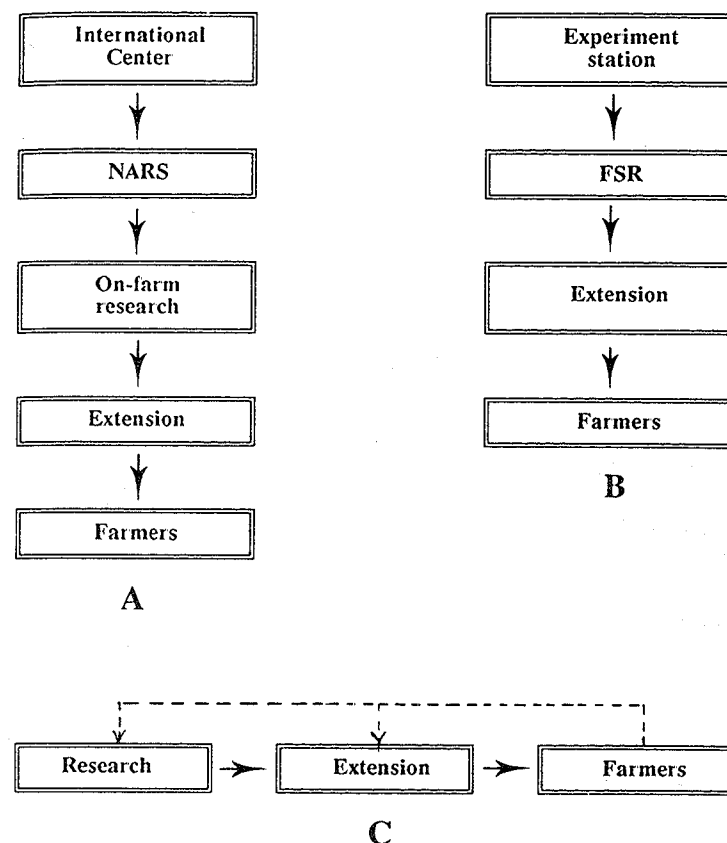 International
Center
NARS
On-farm
research
Extension
Farmers
A
Experiment
station
FSR
Extension
Farmers
B
Research
Extension
Farmers
C